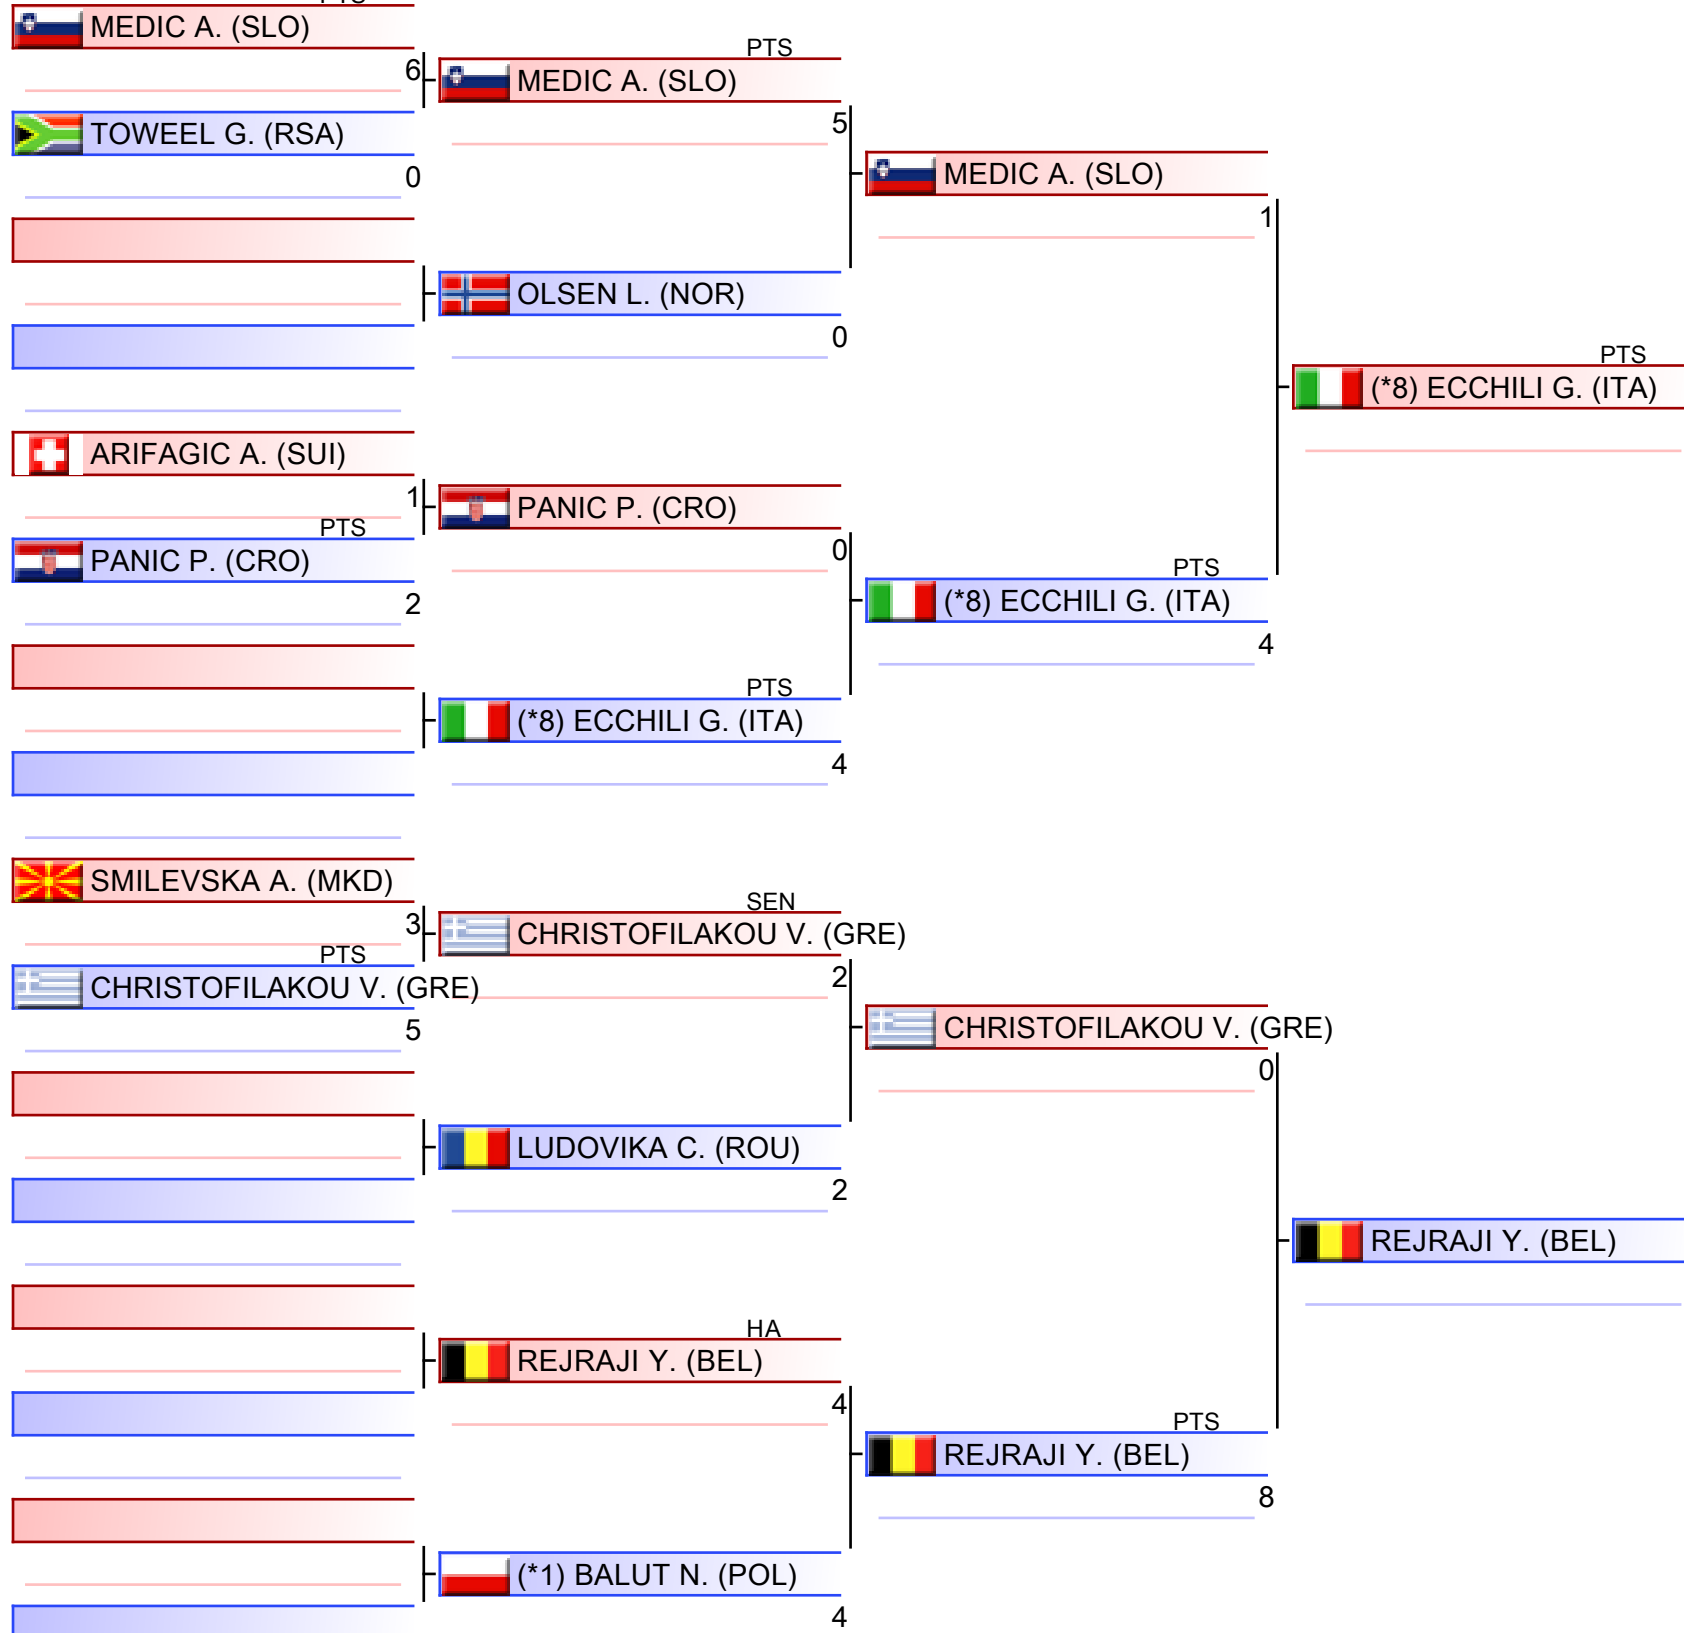 PTS
MEDIC A. (SLO)
6
TOWEEL G. (RSA)
0
ARIFAGIC A. (SUI)
1
PTS
PANIC P. (CRO)
2
SMILEVSKA A. (MKD)
3
PTS
CHRISTOFILAKOU V. (GRE)
5
PTS
MEDIC A. (SLO)
5
OLSEN L. (NOR)
0
PANIC P. (CRO)
0
PTS
(*8) ECCHILI G. (ITA)
4
SEN
CHRISTOFILAKOU V. (GRE)
2
LUDOVIKA C. (ROU)
2
HA
REJRAJI Y. (BEL)
4
(*1) BALUT N. (POL)
4
MEDIC A. (SLO)
1
PTS
(*8) ECCHILI G. (ITA)
4
CHRISTOFILAKOU V. (GRE)
0
PTS
REJRAJI Y. (BEL)
8
PTS
(*8) ECCHILI G. (ITA)
REJRAJI Y. (BEL)